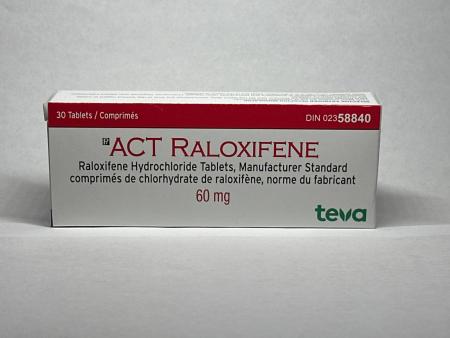 30 Tablets / Comprimés
DIN 02358840
Pr ACT RALOXIFENE
Raloxifene Hydrochloride Tablets, Manufacturer Standard
comprimés de chlorhydrate de raloxifène, norme du fabricant
60 mg
teva